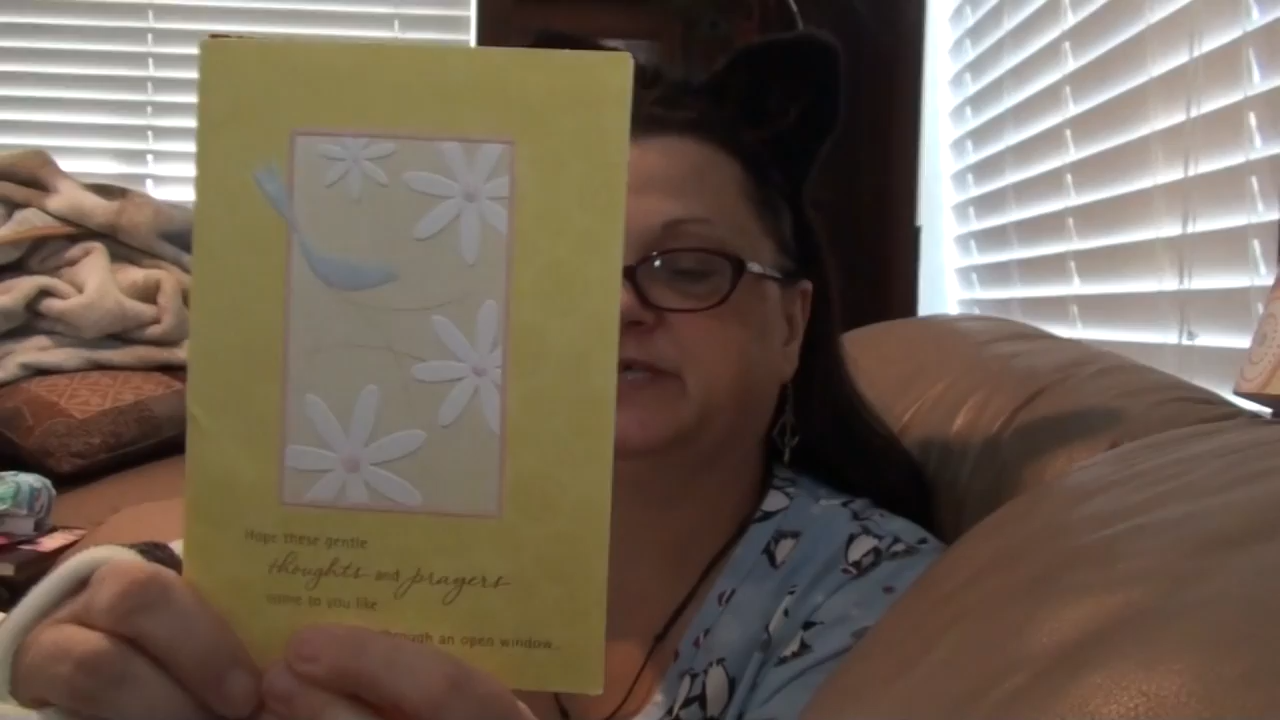 Hope these gentle
thoughts and prayers
come to you like
through an open window...